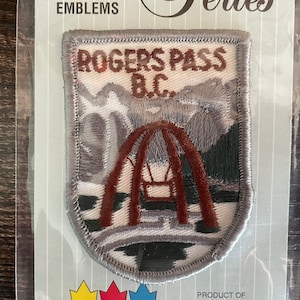 EMBLEMS
Series
ROGERS PASS
B.C.
PRODUCT OF